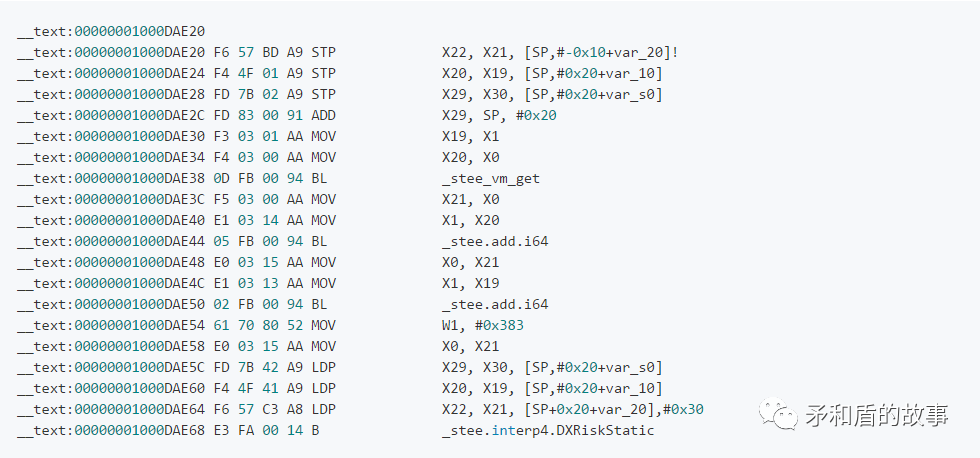 __text:00000001000DAE20
__text:00000001000DAE20 F6 57 BD A9 STP X22, X21, [SP,#-0x10+var_20]!
__text:00000001000DAE24 F4 4F 01 A9 STP X20, X19, [SP,#0x20+var_10]
__text:00000001000DAE28 FD 7B 02 A9 STP X29, X30, [SP,#0x20+var_s0]
__text:00000001000DAE2C FD 83 00 91 ADD X29, SP, #0x20
__text:00000001000DAE30 F3 03 01 AA MOV X19, X1
__text:00000001000DAE34 F4 03 00 AA MOV X20, X0
__text:00000001000DAE38 0D FB 00 94 BL _stee_vm_get
__text:00000001000DAE3C F5 03 00 AA MOV X21, X0
__text:00000001000DAE40 E1 03 14 AA MOV X1, X20
__text:00000001000DAE44 05 FB 00 94 BL _stee.add.i64
__text:00000001000DAE48 E0 03 15 AA MOV X0, X21
__text:00000001000DAE4C E1 03 13 AA MOV X1, X19
__text:00000001000DAE50 02 FB 00 94 BL _stee.add.i64
__text:00000001000DAE54 61 70 80 52 MOV W1, #0x383
__text:00000001000DAE58 E0 03 15 AA MOV X0, X21
__text:00000001000DAE5C FD 7B 42 A9 LDP X29, X30, [SP,#0x20+var_s0]
__text:00000001000DAE60 F4 4F 41 A9 LDP X20, X19, [SP,#0x20+var_10]
__text:00000001000DAE64 F6 57 C3 A8 LDP X22, X21, [SP+0x20+var_20],#0x30
__text:00000001000DAE68 E3 FA 00 14 B _stee.interp4.DXRiskStatic
矛和盾的故事